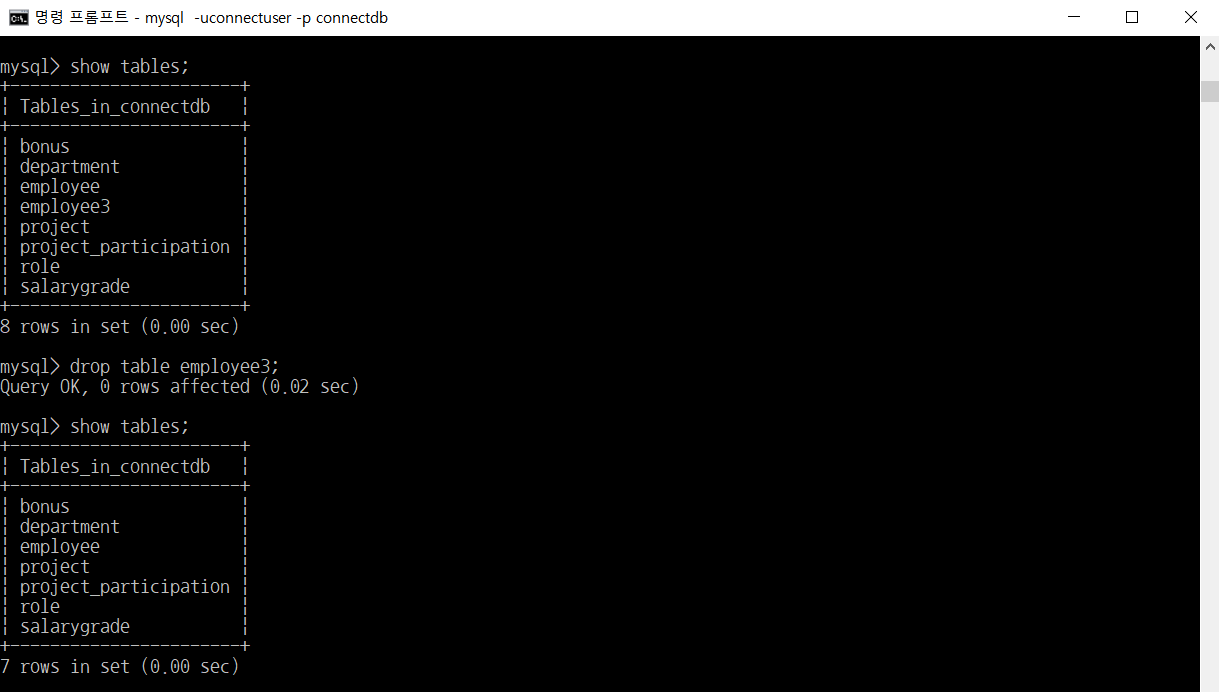 명령 프롬프트 - mysql  -uconnectuser -p connectdb
mysql> show tables;
+-----------------------+
| Tables_in_connectdb   |
+-----------------------+
| bonus                 |
| department            |
| employee              |
| employee3             |
| project               |
| project_participation |
| role                  |
| salarygrade           |
+-----------------------+
8 rows in set (0.00 sec)
mysql> drop table employee3;
Query OK, 0 rows affected (0.02 sec)
mysql> show tables;
+-----------------------+
| Tables_in_connectdb   |
+-----------------------+
| bonus                 |
| department            |
| employee              |
| project               |
| project_participation |
| role                  |
| salarygrade           |
+-----------------------+
7 rows in set (0.00 sec)